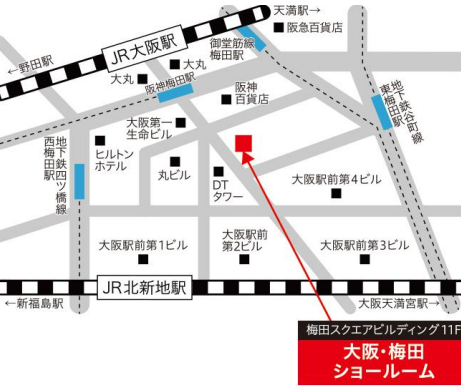 天満駅→
阪急百貨店
JR大阪駅
御堂筋線
梅田駅
←野田駅
大丸
大丸
阪神梅田駅
阪神
百貨店
地下鉄谷町線
東梅田駅
大阪第一
生命ビル
ヒルトン
ホテル
地下鉄四ツ橋線
西梅田駅
丸ビル
DT
タワー
大阪駅前第4ビル
大阪駅前第1ビル
大阪駅前
第2ビル
大阪駅前第3ビル
JR北新地駅
←新福島駅
大阪天満宮駅→
梅田スクエアビルディング11F
大阪・梅田
ショールーム